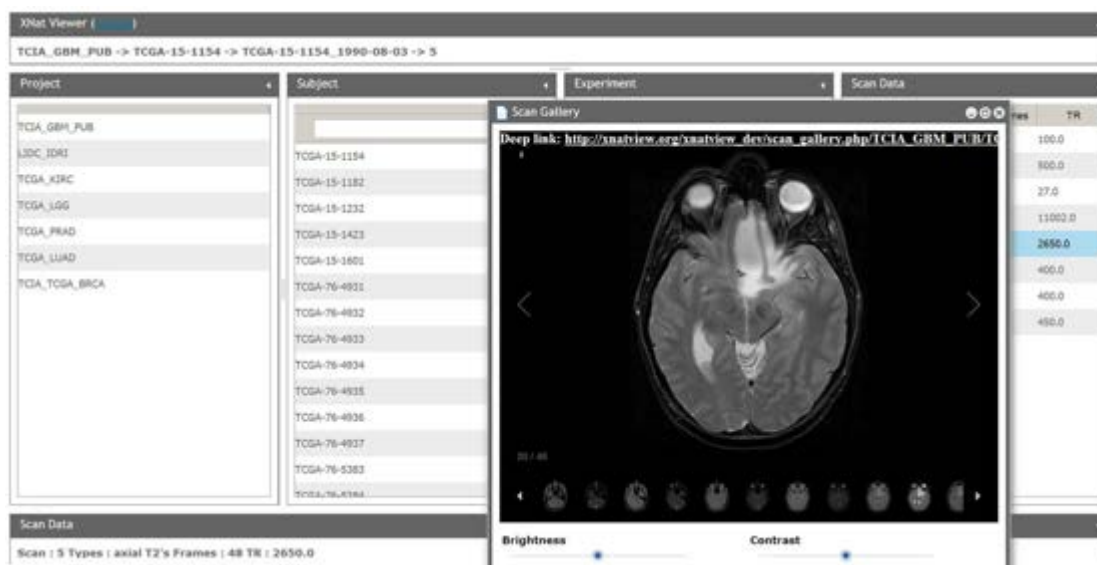 XNat Viewer (
)
TCIA_GBM_PUB -> TCGA-15-1154 -> TCGA-15-1154_1990-08-03 -> 5
Project
Subject
Experiment
Scan Data
TCIA_GBM_PUB
LIDC_IDRI
TCGA_KIRC
TCGA_LGG
TCGA_PRAD
TCGA_LUAD
TCIA_TCGA_BRCA
TCGA-15-1154
TCGA-15-1182
TCGA-15-1232
TCGA-15-1423
TCGA-15-1601
TCGA-76-4931
TCGA-76-4932
TCGA-76-4933
TCGA-76-4934
TCGA-76-4935
TCGA-76-4936
TCGA-76-4937
TCGA-76-5383
Scan Gallery
Deep link: http://xnatview.org/xnatview_dev/scan_gallery.php/TCIA_GBM_PUB/TC
TR
100.0
500.0
27.0
11002.0
2650.0
400.0
400.0
450.0
Scan Data
Scan : 5 Types : axial T2's Frames : 48 TR : 2650.0
Brightness
Contrast